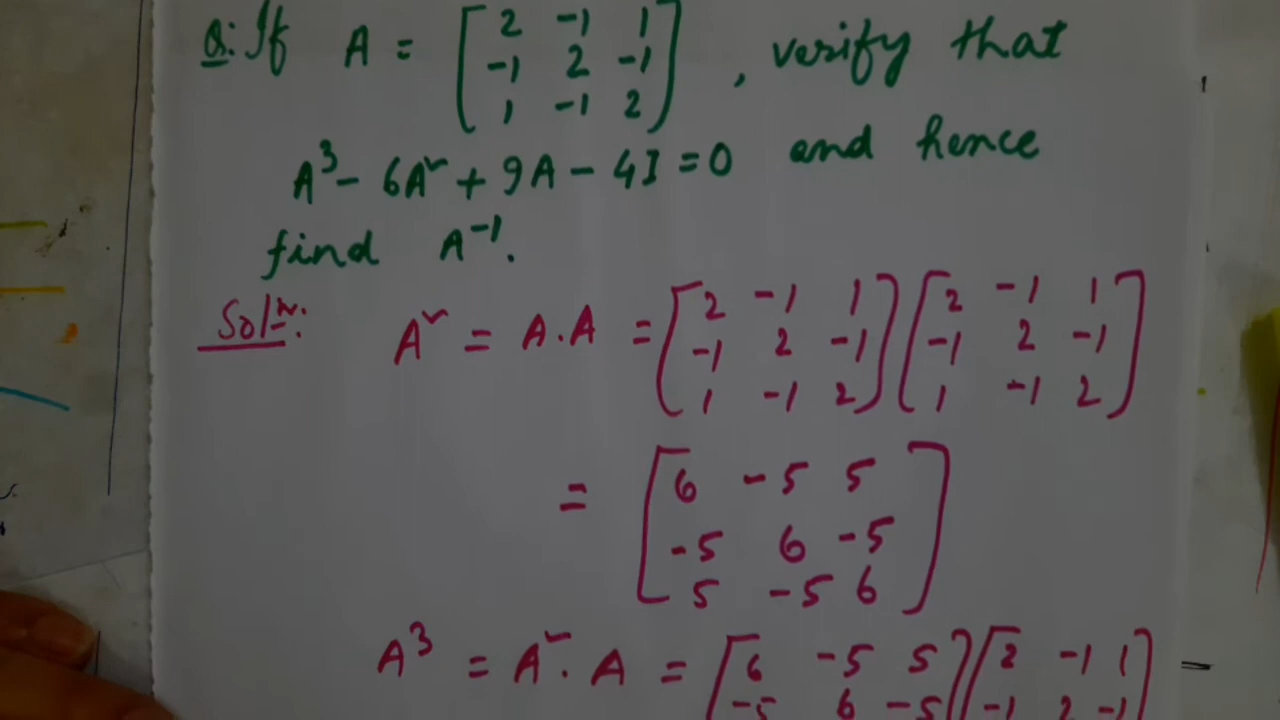 Q: If A = [ 2 -1 1
-1 2 -1
1 -1 2 ] , verify that
A³ - 6A² + 9A - 4I = 0 and hence
find A⁻¹.
Solⁿ: A² = A.A = [ 2 -1 1 ] [ 2 -1 1 ]
-1 2 -1 -1 2 -1
1 -1 2 1 -1 2
= [ 6 -5 5
-5 6 -5
5 -5 6 ]
A³ = A². A = [ 6 -5 5 ] [ 2 -1 1 ] =
-5 6 -5 -1 2 -1